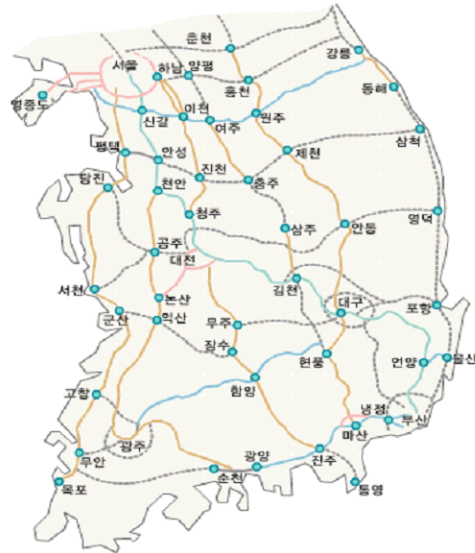 춘천
강릉
서울
하남
양평
홍천
동해
영종도
신갈
이천
여주
원주
삼척
평택
안성
제천
당진
천안
진천
충주
청주
상주
안동
영덕
공주
대전
서천
논산
김천
대구
포항
군산
익산
무주
장수
현풍
언양
울산
고창
함양
냉정
부산
광주
마산
무안
광양
진주
목포
순천
통영